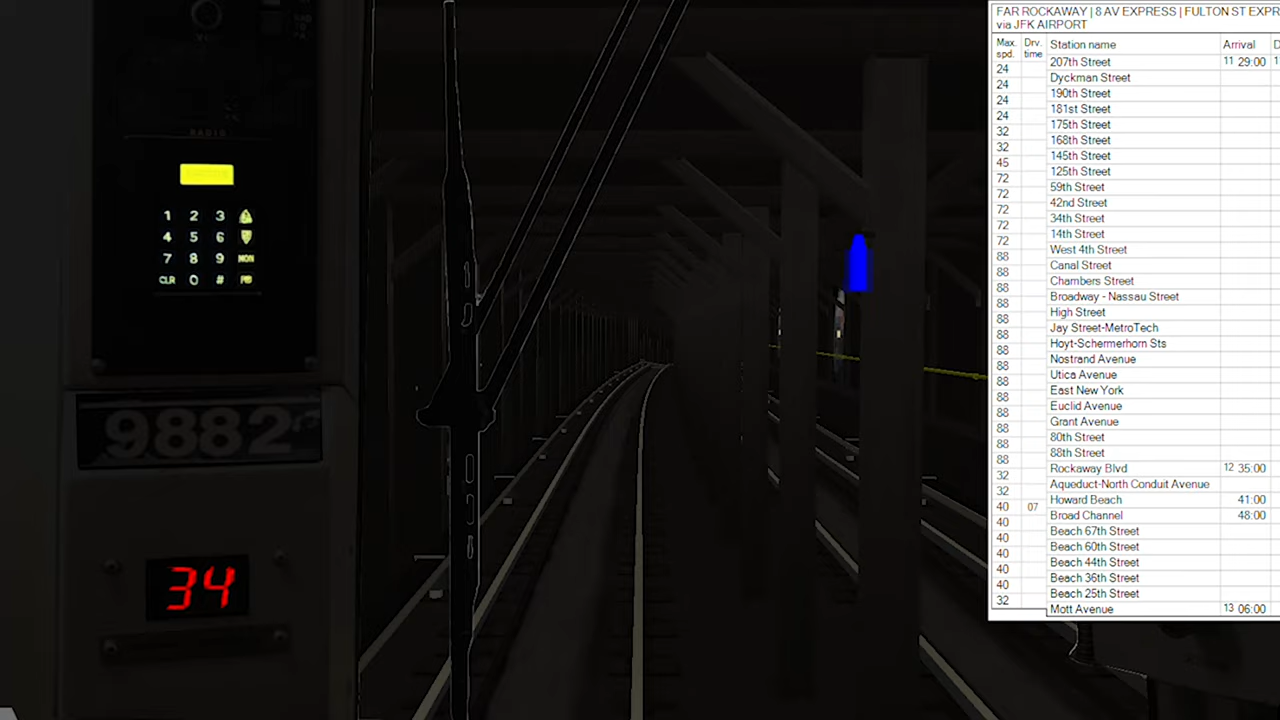 RADIO
1 2 3
4 5 6
7 8 9 MON
CLR 0 #
9882
34
FAR ROCKAWAY | 8 AV EXPRESS | FULTON ST EXPR
via JFK AIRPORT
Max. spd. Drv. time Station name Arrival D
207th Street 11 29:00 1
24
Dyckman Street
24
190th Street
24
181st Street
24
175th Street
32
168th Street
32
145th Street
45
125th Street
72
59th Street
72
42nd Street
72
34th Street
72
14th Street
72
West 4th Street
88
Canal Street
88
Chambers Street
88
Broadway - Nassau Street
88
High Street
88
Jay Street-MetroTech
88
Hoyt-Schermerhorn Sts
88
Nostrand Avenue
88
Utica Avenue
88
East New York
88
Euclid Avenue
88
Grant Avenue
88
80th Street
88
88th Street
88
Rockaway Blvd 12 35:00
32
Aqueduct-North Conduit Avenue
32
Howard Beach 41:00
40 07
Broad Channel 48:00
40
Beach 67th Street
40
Beach 60th Street
40
Beach 44th Street
40
Beach 36th Street
40
Beach 25th Street
32
Mott Avenue 13 06:00